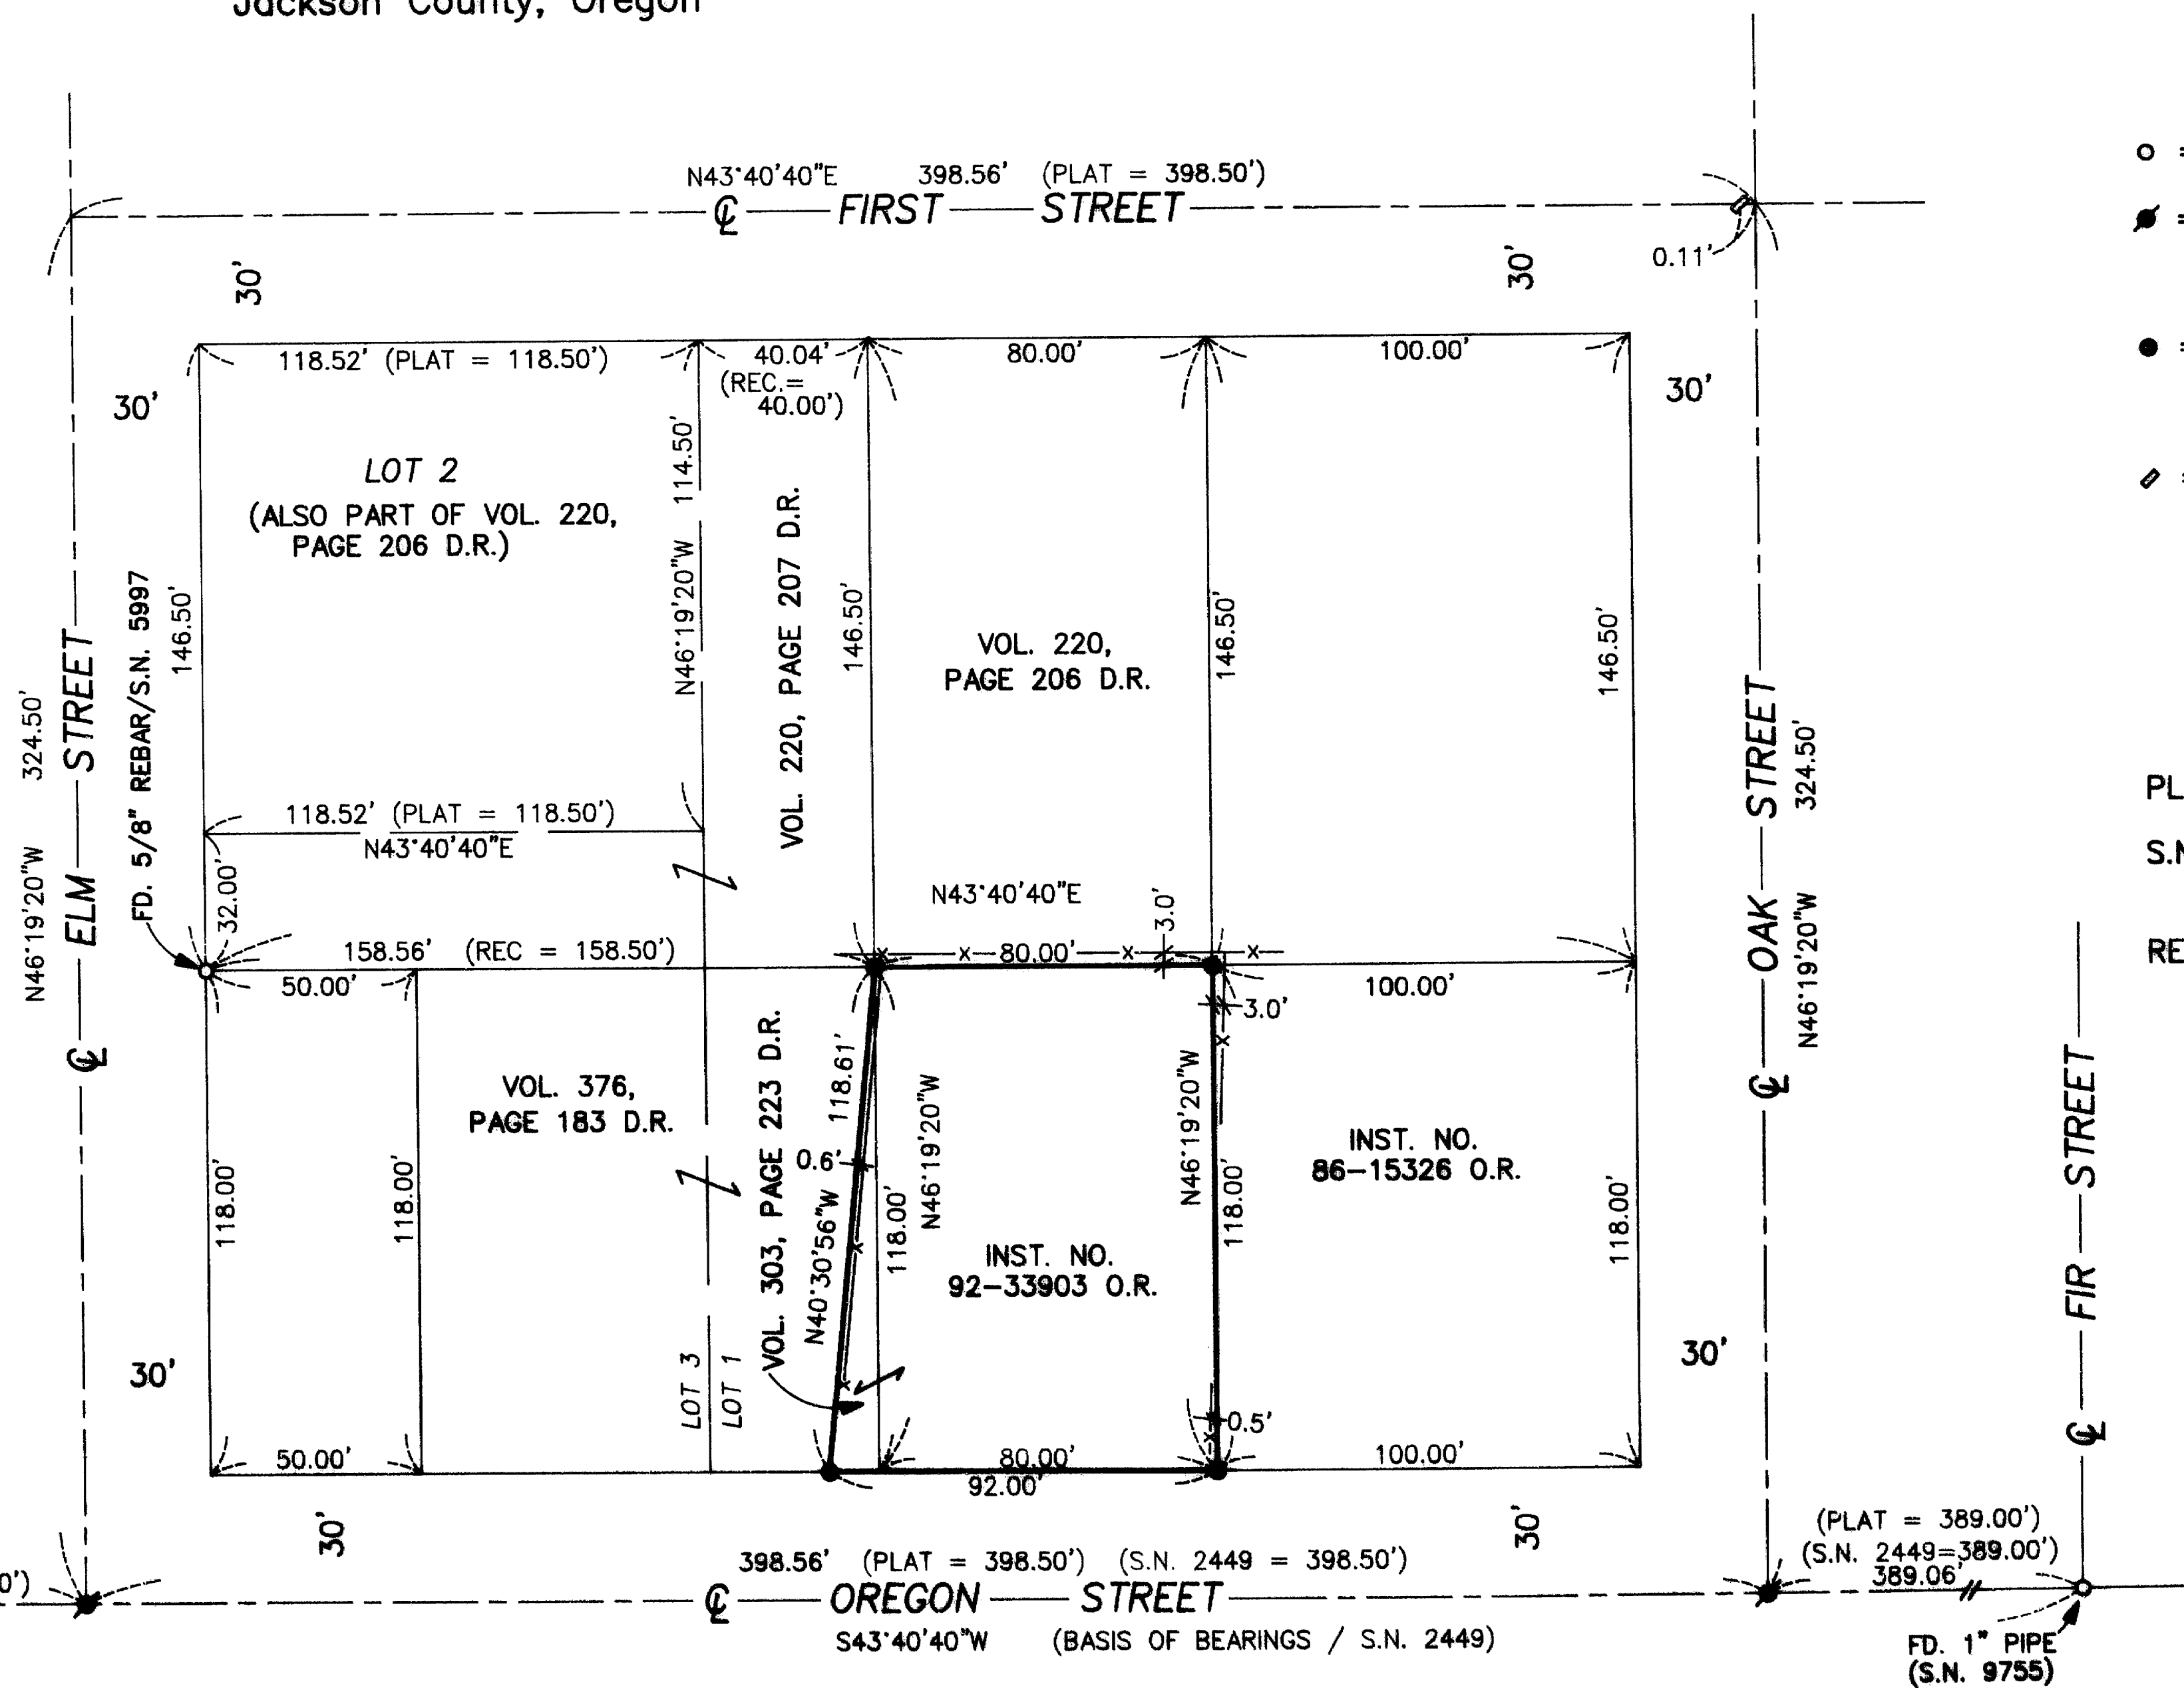 Jackson County, Oregon
N43°40'40"E 398.56' (PLAT = 398.50')
℄ FIRST STREET
0.11'
30'
30'
118.52' (PLAT = 118.50')
40.04'
(REC.=
40.00')
80.00'
100.00'
30'
30'
LOT 2
(ALSO PART OF VOL. 220,
PAGE 206 D.R.)
N46°19'20"W 114.50'
VOL. 220, PAGE 207 D.R.
146.50'
146.50'
146.50'
146.50'
VOL. 220,
PAGE 206 D.R.
FD. 5/8" REBAR/S.N. 5997
N46°19'20"W 324.50'
℄ ELM STREET
℄ OAK STREET
N46°19'20"W 324.50'
118.52' (PLAT = 118.50')
N43°40'40"E
32.00'
N43°40'40"E
3.0'
158.56' (REC = 158.50')
80.00'
50.00'
100.00'
3.0'
VOL. 376,
PAGE 183 D.R.
VOL. 303, PAGE 223 D.R.
118.61'
N40°30'56"W
0.6'
118.00'
118.00'
118.00'
N46°19'20"W
N46°19'20"W
118.00'
118.00'
INST. NO.
92-33903 O.R.
INST. NO.
86-15326 O.R.
℄ FIR STREET
LOT 3
LOT 1
30'
30'
0.5'
50.00'
80.00'
92.00'
100.00'
30'
30'
398.56' (PLAT = 398.50') (S.N. 2449 = 398.50')
℄ OREGON STREET
S43°40'40"W (BASIS OF BEARINGS / S.N. 2449)
(PLAT = 389.00')
(S.N. 2449=389.00')
389.06'
FD. 1" PIPE
(S.N. 9755)
0')
=
=
=
=
PL
S.N
RE